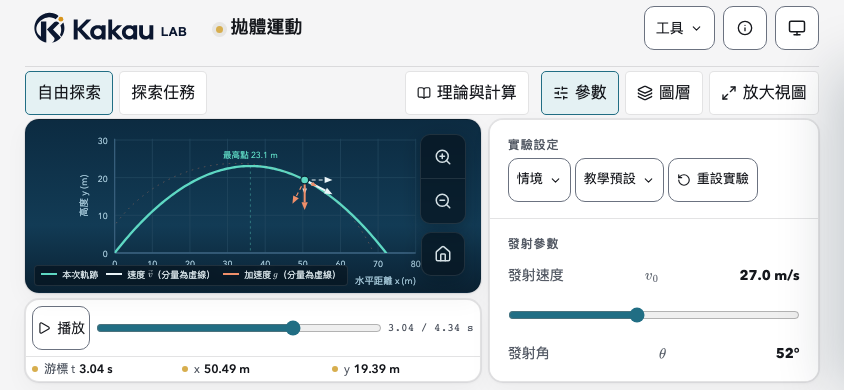 Kakau LAB
拋體運動
工具
自由探索
探索任務
理論與計算
參數
圖層
放大視圖
30
20
10
0
高度 y (m)
最高點 23.1 m
0 10 20 30 40 50 60 70 80
本次軌跡
速度 v⃗（分量為虛線）
加速度 g（分量為虛線）
水平距離 x (m)
播放
3.04 / 4.34 s
游標 t 3.04 s
x 50.49 m
y 19.39 m
實驗設定
情境
教學預設
重設實驗
發射參數
發射速度 v₀ 27.0 m/s
發射角 θ 52°